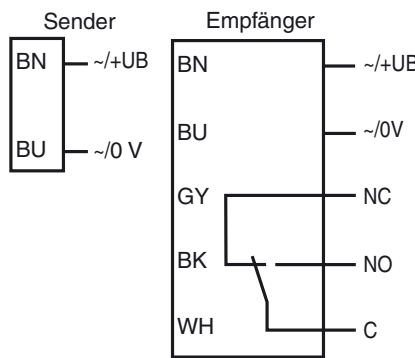 Sender
BN ~/+UB
BU ~/0 V
Empfänger
BN ~/+UB
BU ~/0V
GY NC
BK NO
WH C